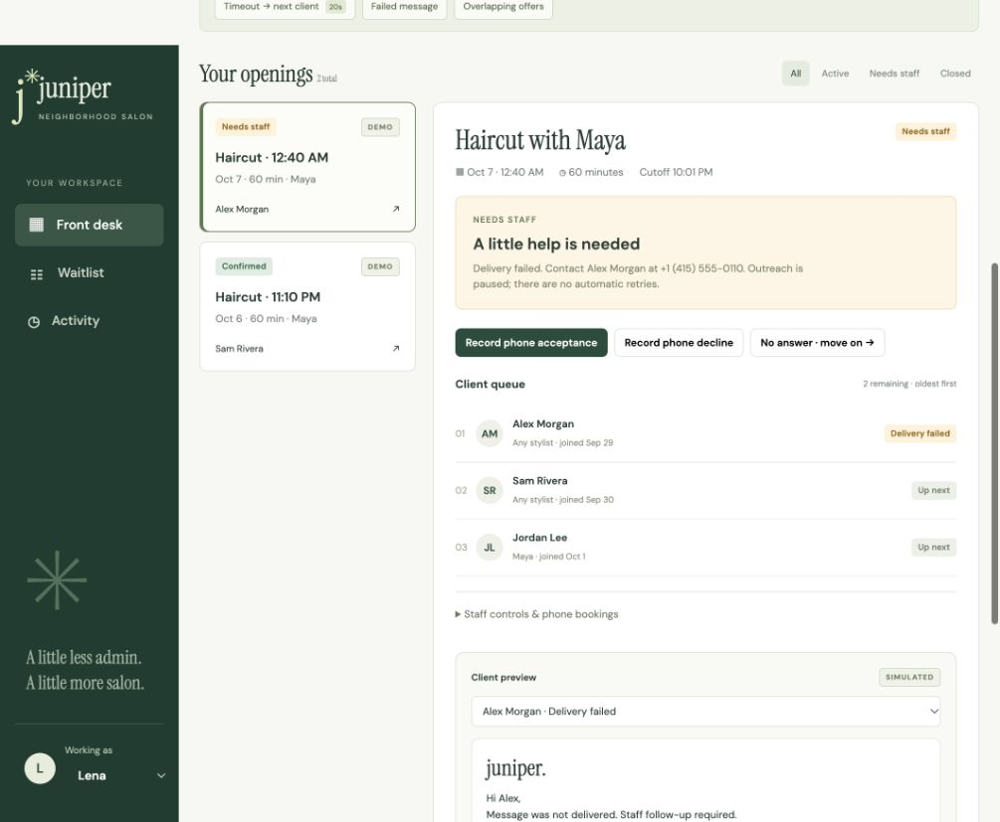 Timeout → next client 20s
Failed message
Overlapping offers
j juniper
NEIGHBORHOOD SALON
YOUR WORKSPACE
Front desk
Waitlist
Activity
A little less admin.
A little more salon.
Working as
L
Lena
Your openings 2 total
All
Active
Needs staff
Closed
Needs staff
DEMO
Haircut · 12:40 AM
Oct 7 · 60 min · Maya
Alex Morgan ↗
Confirmed
DEMO
Haircut · 11:10 PM
Oct 6 · 60 min · Maya
Sam Rivera ↗
Haircut with Maya
Needs staff
Oct 7 · 12:40 AM
60 minutes
Cutoff 10:01 PM
NEEDS STAFF
A little help is needed
Delivery failed. Contact Alex Morgan at +1 (415) 555-0110. Outreach is
paused; there are no automatic retries.
Record phone acceptance
Record phone decline
No answer · move on →
Client queue
2 remaining · oldest first
01
AM
Alex Morgan
Any stylist · joined Sep 29
Delivery failed
02
SR
Sam Rivera
Any stylist · joined Sep 30
Up next
03
JL
Jordan Lee
Maya · joined Oct 1
Up next
Staff controls & phone bookings
Client preview
SIMULATED
Alex Morgan · Delivery failed
juniper.
Hi Alex,
Message was not delivered. Staff follow-up required.